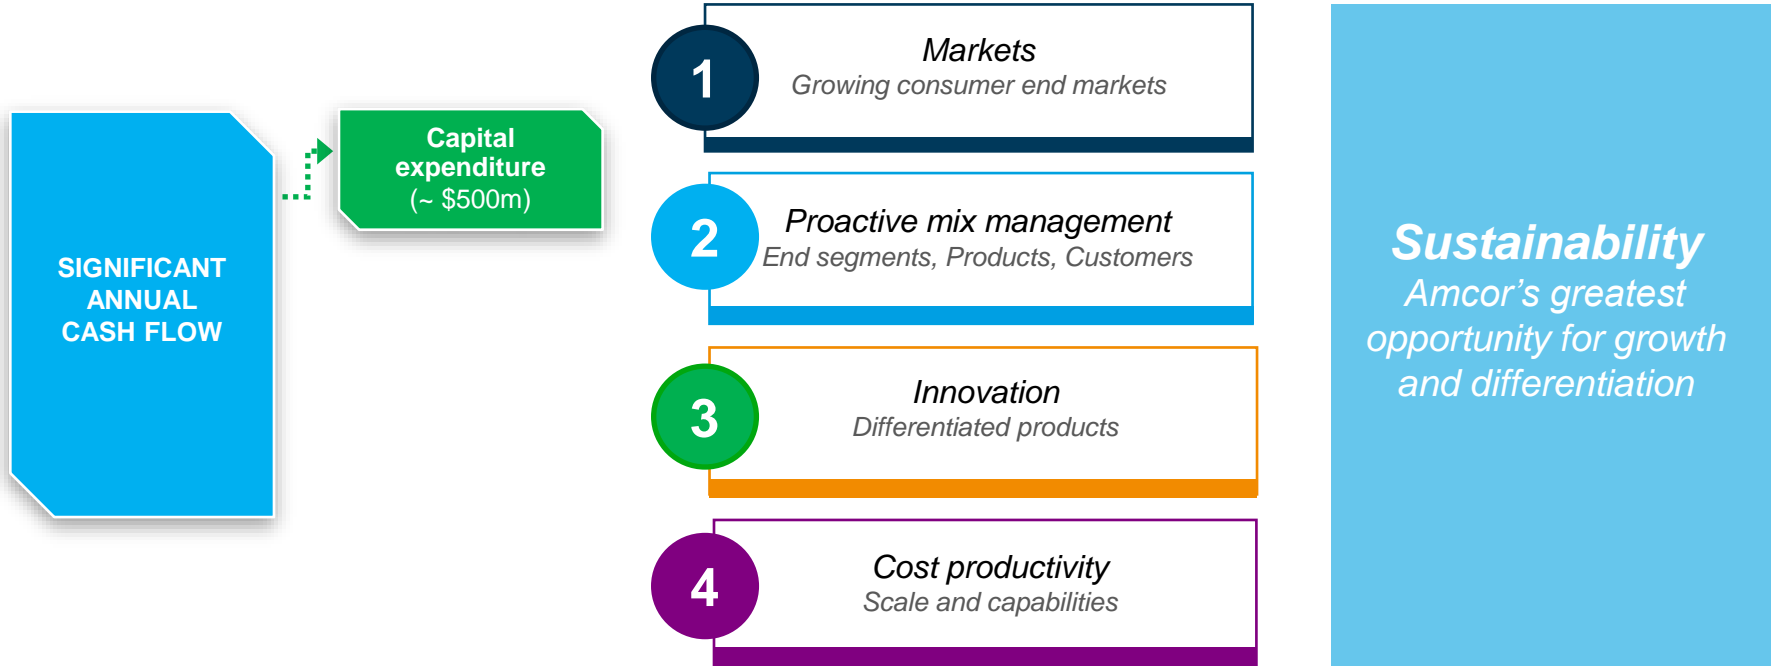 SIGNIFICANT
ANNUAL
CASH FLOW
Capital
expenditure
(~ $500m)
1
Markets
Growing consumer end markets
2
Proactive mix management
End segments, Products, Customers
3
Innovation
Differentiated products
4
Cost productivity
Scale and capabilities
Sustainability
Amcor’s greatest
opportunity for growth
and differentiation